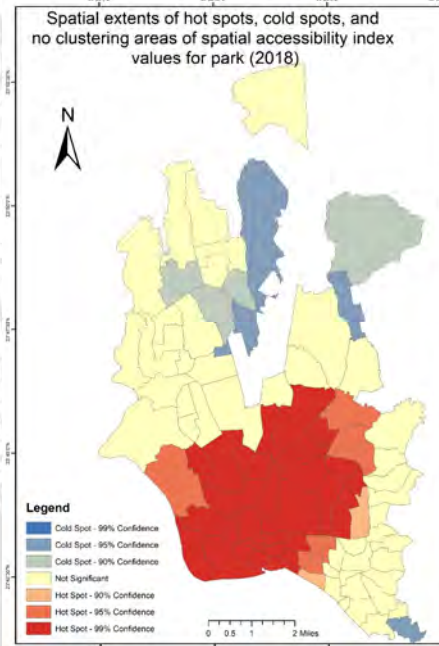 Spatial extents of hot spots, cold spots, and
no clustering areas of spatial accessibility index
values for park (2018)
N
Legend
Cold Spot - 99% Confidence
Cold Spot - 95% Confidence
Cold Spot - 90% Confidence
Not Significant
Hot Spot - 90% Confidence
Hot Spot - 95% Confidence
Hot Spot - 99% Confidence
0 0.5 1 2 Miles